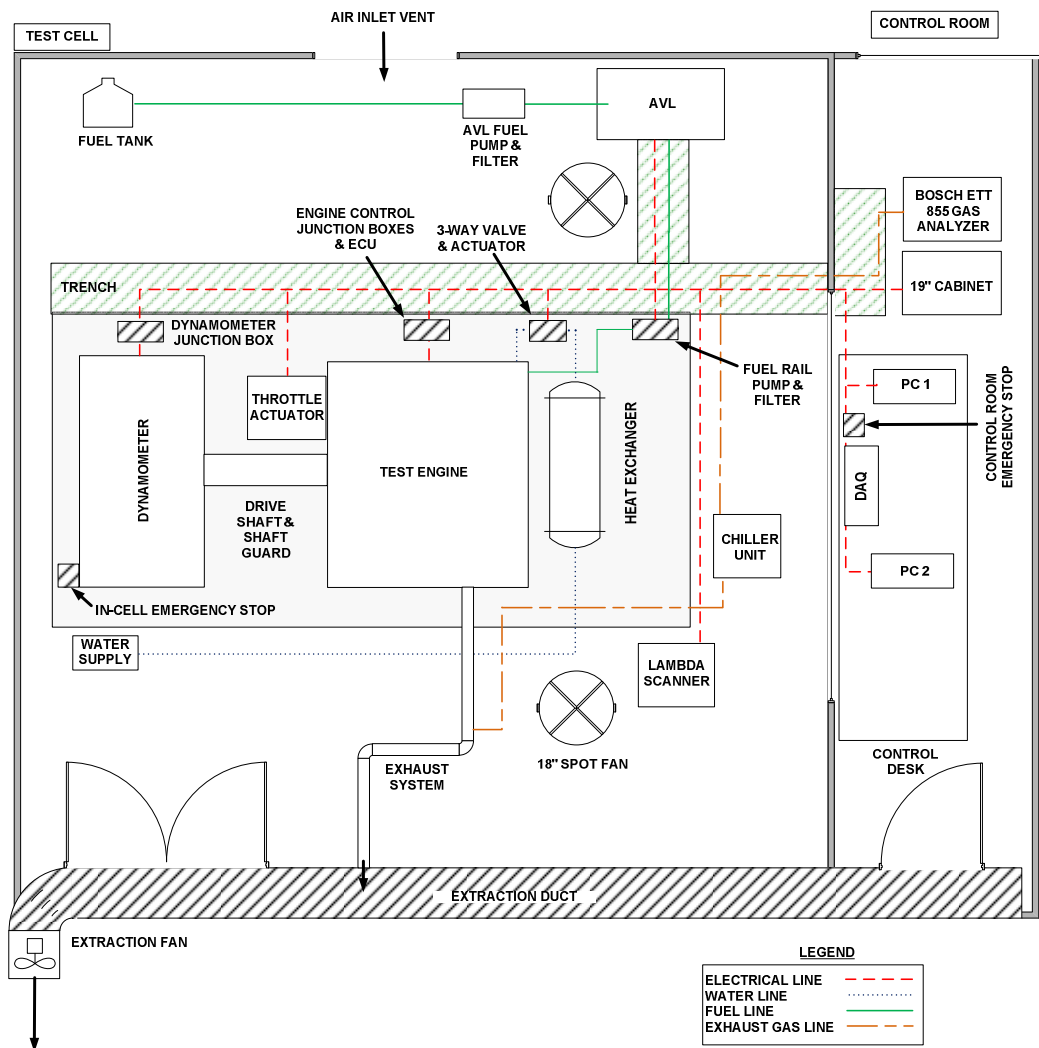 AIR INLET VENT
CONTROL ROOM
TEST CELL
AVL
FUEL TANK
AVL FUEL
PUMP &
FILTER
BOSCH ETT
855 GAS
ANALYZER
ENGINE CONTROL
JUNCTION BOXES
& ECU
3-WAY VALVE
& ACTUATOR
TRENCH
19" CABINET
DYNAMOMETER
JUNCTION BOX
FUEL RAIL
PUMP &
FILTER
PC 1
THROTTLE
ACTUATOR
CONTROL ROOM
EMERGENCY STOP
DYNAMOMETER
TEST ENGINE
HEAT EXCHANGER
DAQ
DRIVE
SHAFT &
SHAFT
GUARD
CHILLER
UNIT
PC 2
IN-CELL EMERGENCY STOP
WATER
SUPPLY
LAMBDA
SCANNER
EXHAUST
SYSTEM
18" SPOT FAN
CONTROL
DESK
EXTRACTION DUCT
EXTRACTION FAN
LEGEND
ELECTRICAL LINE
WATER LINE
FUEL LINE
EXHAUST GAS LINE